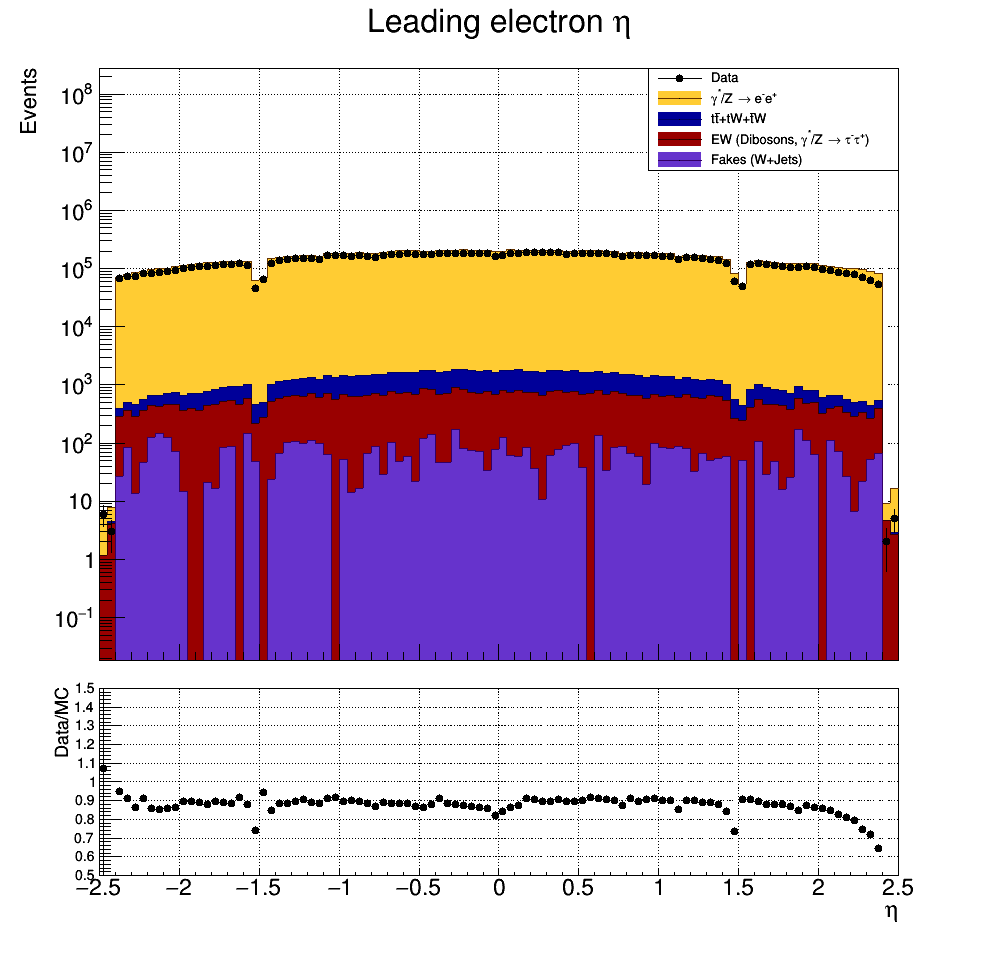 Leading electron η
Events
10⁸
10⁷
10⁶
10⁵
10⁴
10³
10²
10
1
10⁻¹
Data
γ*/Z → e⁻e⁺
tt̄+tW+t̄W
EW (Dibosons, γ*/Z → τ⁻τ⁺)
Fakes (W+Jets)
Data/MC
1.5
1.4
1.3
1.2
1.1
1
0.9
0.8
0.7
0.6
0.5
−2.5 −2 −1.5 −1 −0.5 0 0.5 1 1.5 2 2.5
η